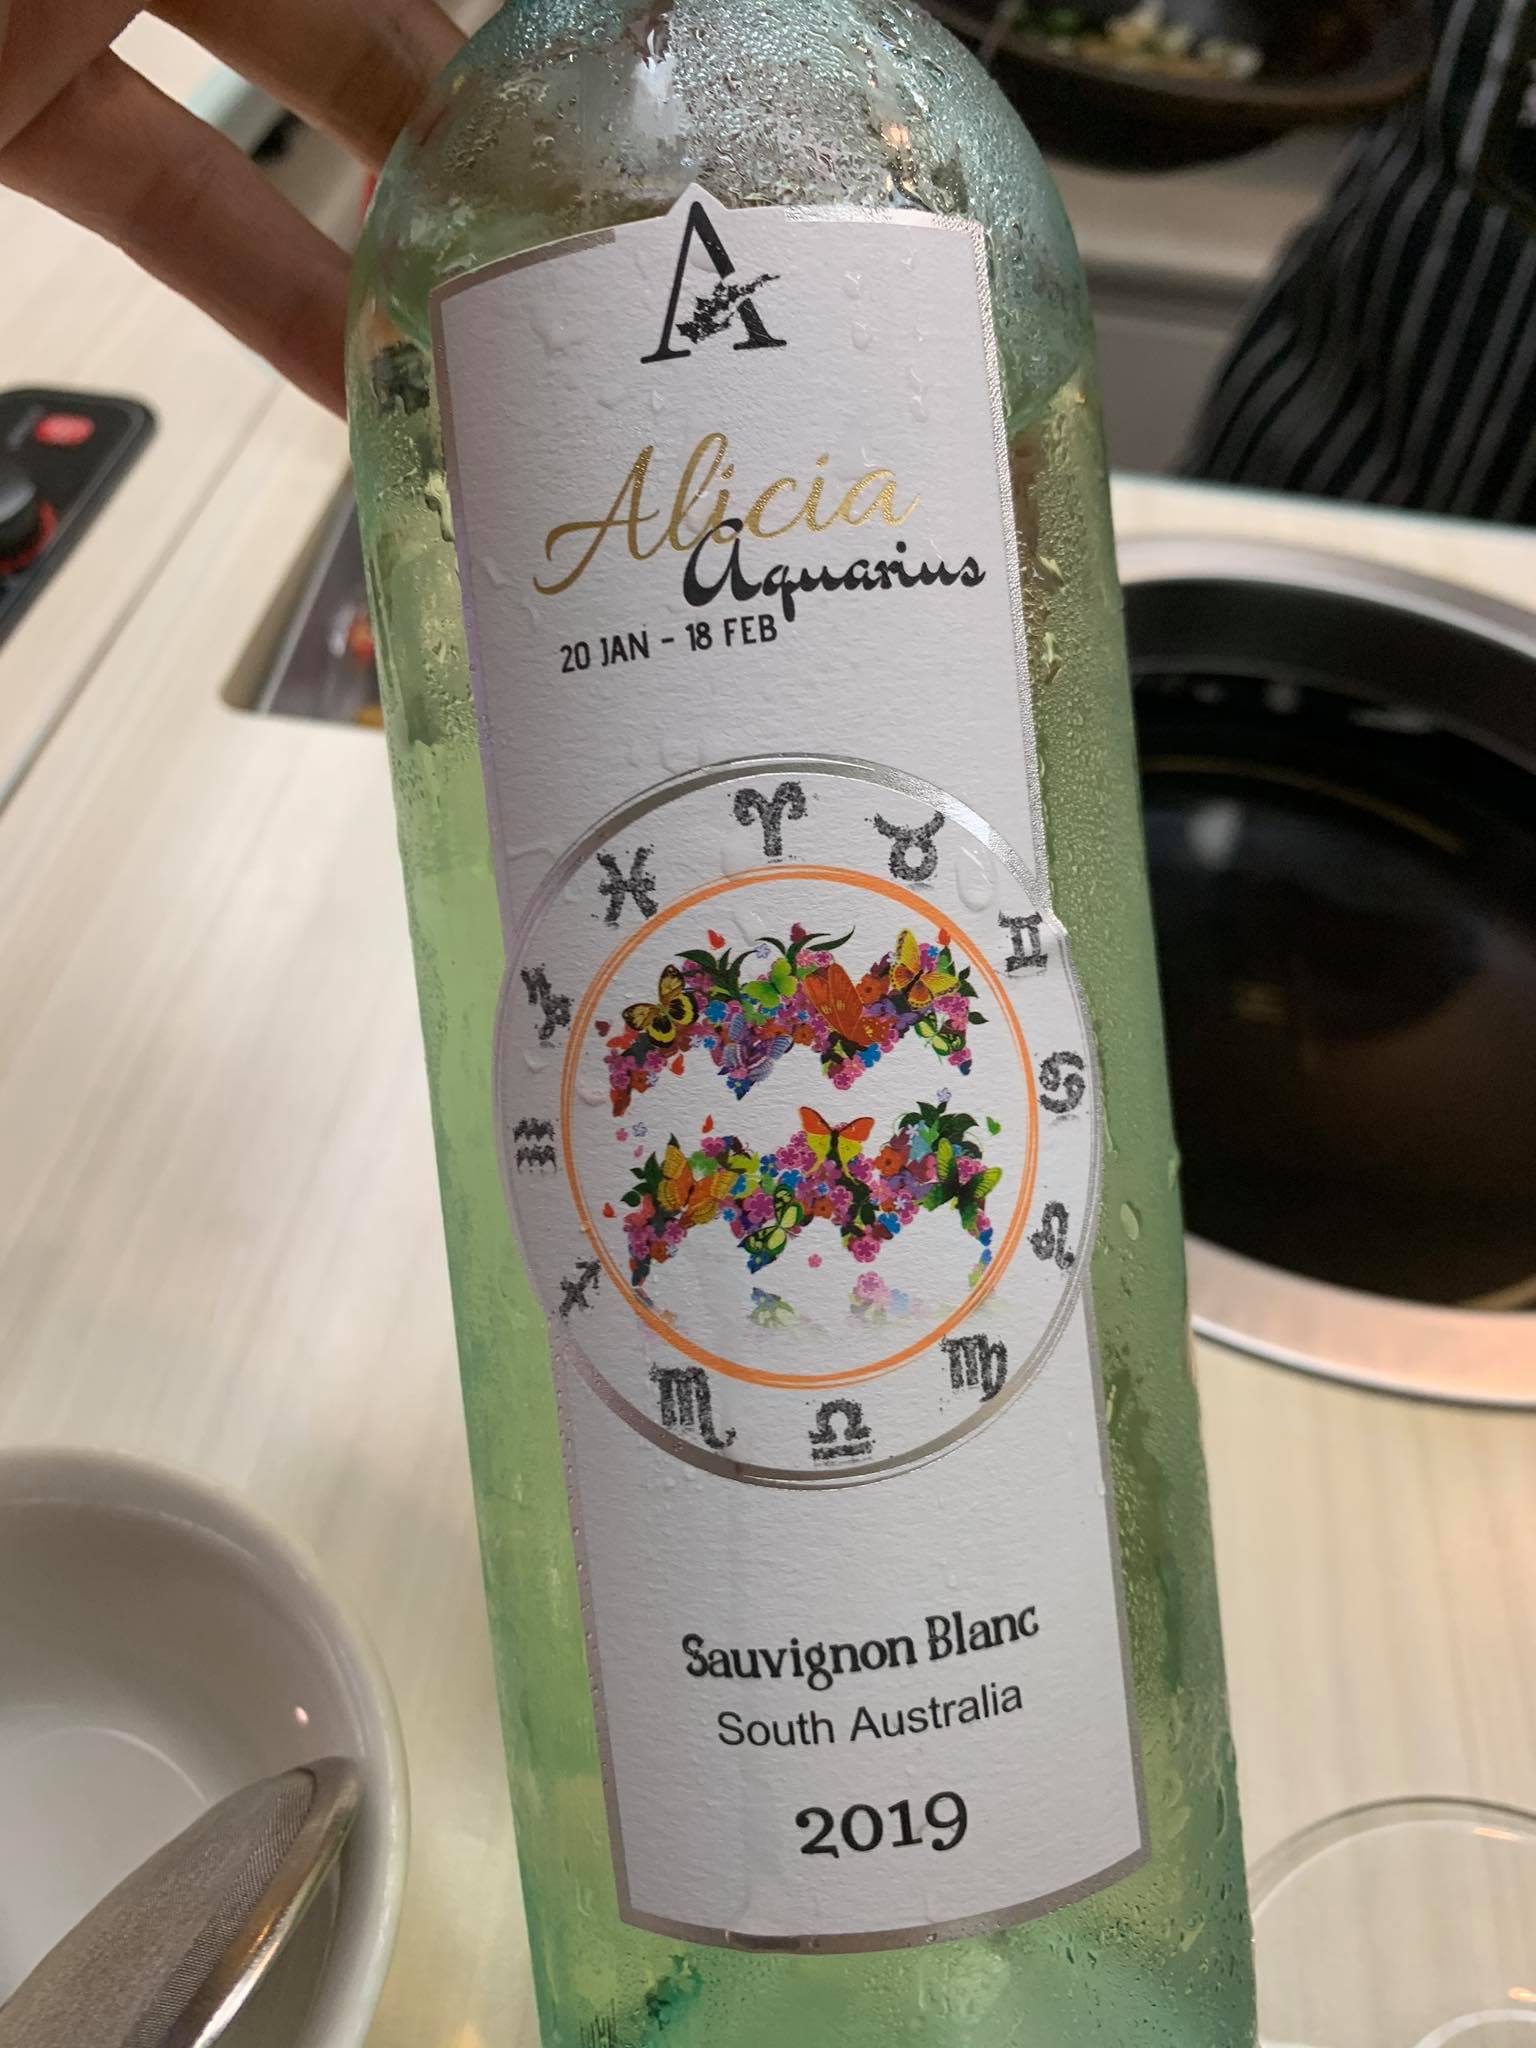 A
Alicia
Aquarius
20 JAN - 18 FEB
Sauvignon Blanc
South Australia
2019